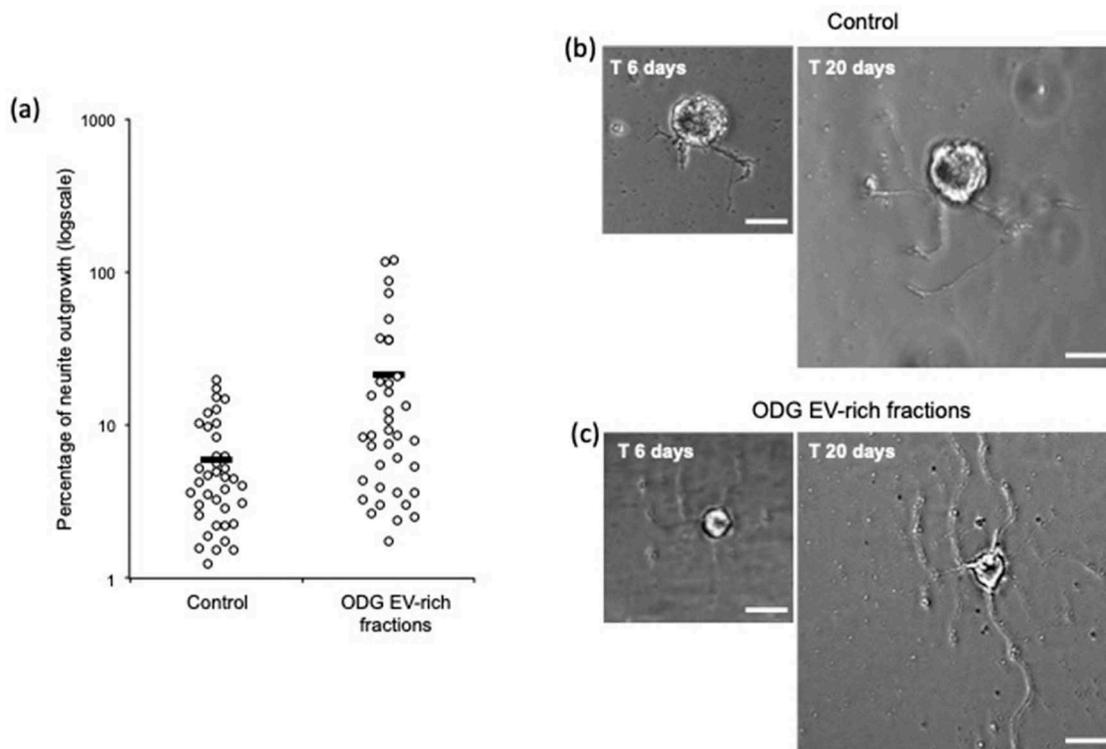 (a)
Percentage of neurite outgrowth (logscale)
1000
100
10
1
Control
ODG EV-rich
fractions
Control
(b)
T 6 days
T 20 days
ODG EV-rich fractions
(c)
T 6 days
T 20 days